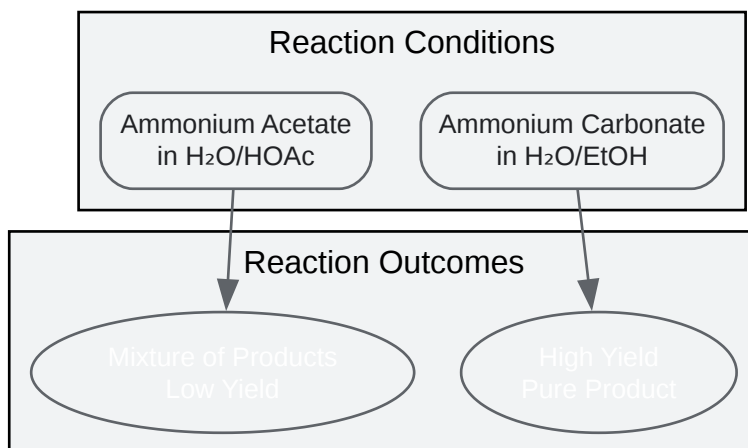 Reaction Conditions
Ammonium Acetate
in H₂O/HOAc
Ammonium Carbonate
in H₂O/EtOH
Reaction Outcomes
Mixture of Products
Low Yield
High Yield
Pure Product